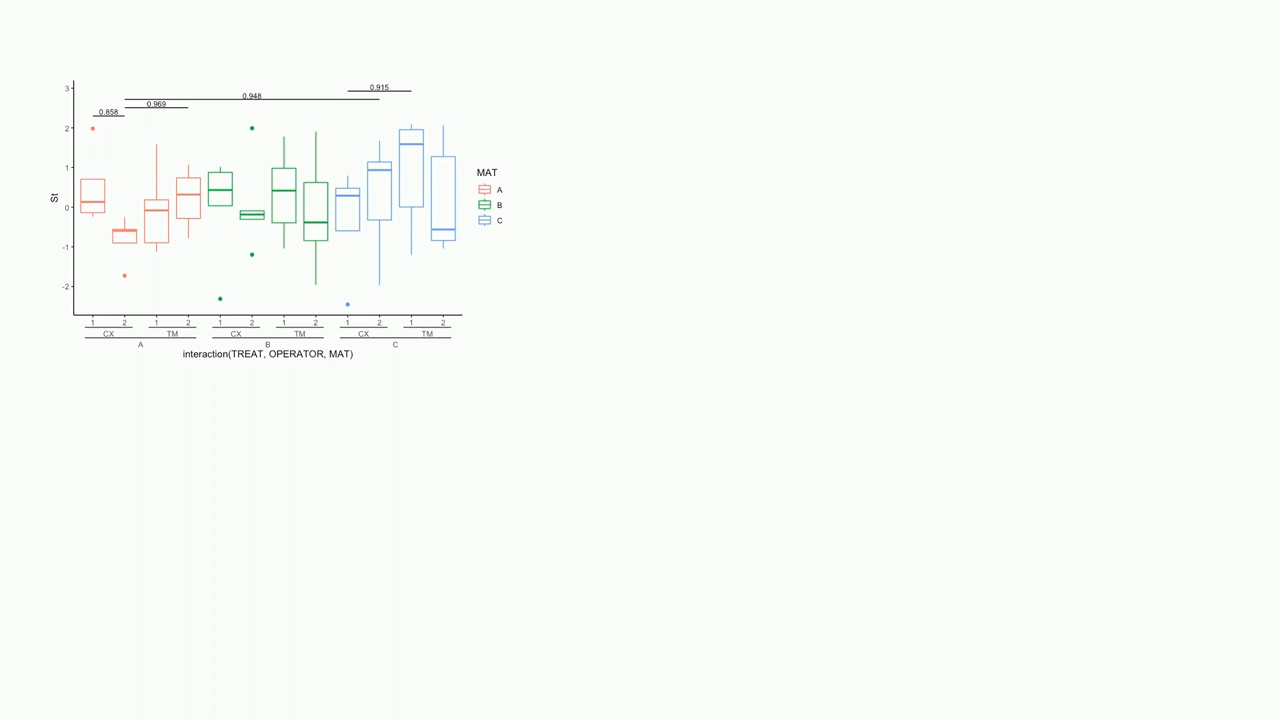 3
0.915
0.948
0.969
0.858
2
1
St
0
-1
-2
MAT
A
B
C
1 2 1 2 1 2 1 2 1 2 1 2
CX TM CX TM CX TM
A B C
interaction(TREAT, OPERATOR, MAT)